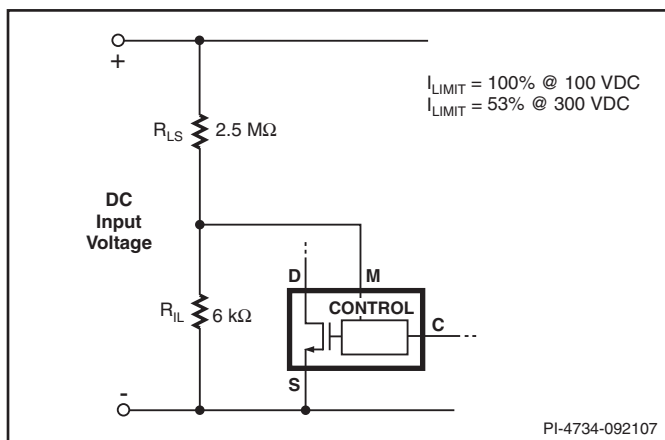 +
I_LIMIT = 100% @ 100 VDC
I_LIMIT = 53% @ 300 VDC
R_LS 2.5 MΩ
DC
Input
Voltage
D M
CONTROL
C
R_IL 6 kΩ
S
-
PI-4734-092107